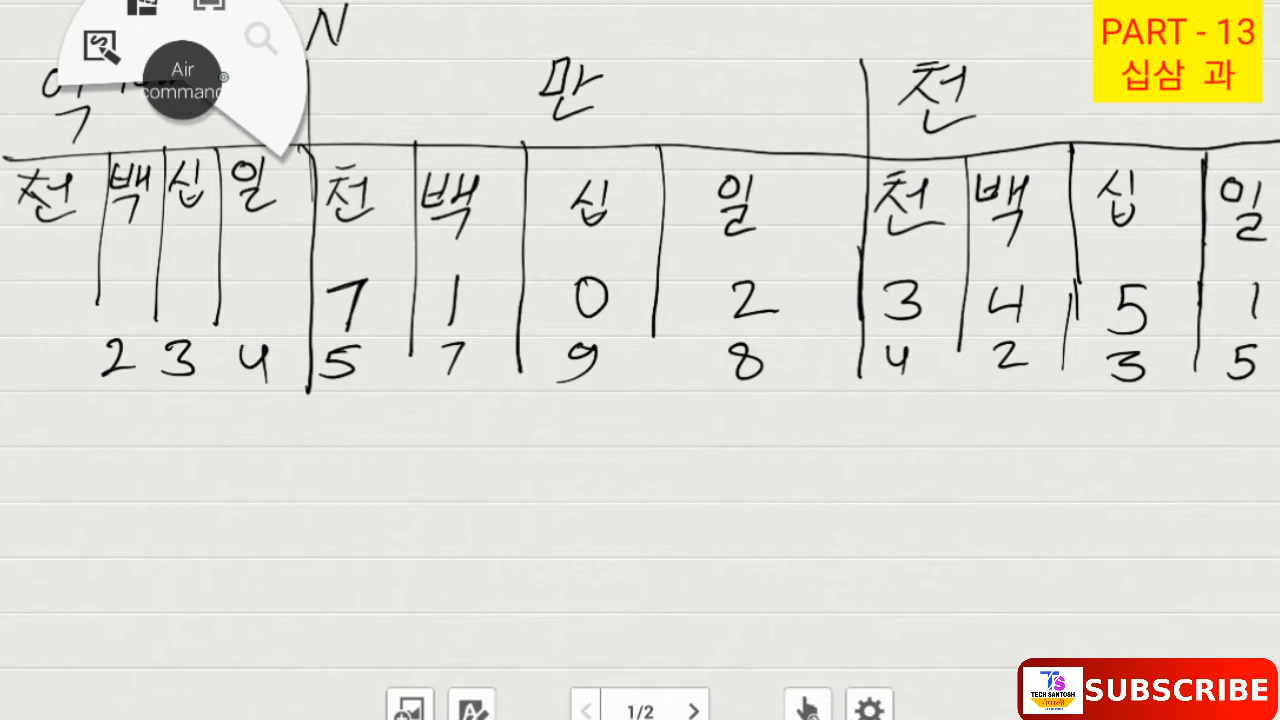 N
PART - 13
십삼 과
Air command
억 만 천
천 백 십 일 천 백 십 일 천 백 십 일
7 1 0 2 3 4 5 1
2 3 4 5 7 9 8 4 2 3 5
1/2
TECH SANTOSH
नेपाली
SUBSCRIBE